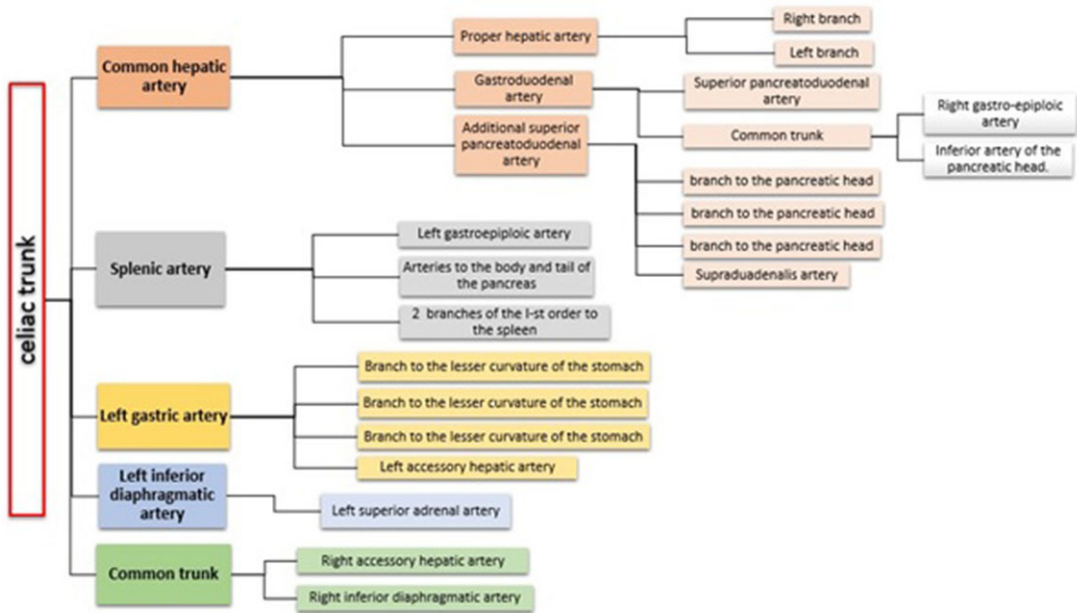 celiac trunk
Common hepatic
artery
Proper hepatic artery
Right branch
Left branch
Gastroduodenal
artery
Superior pancreatoduodenal
artery
Common trunk
Right gastro-epiploic
artery
Inferior artery of the
pancreatic head.
Additional superior
pancreatoduodenal
artery
branch to the pancreatic head
branch to the pancreatic head
branch to the pancreatic head
Supraduadenalis artery
Splenic artery
Left gastroepiploic artery
Arteries to the body and tail of
the pancreas
2 branches of the I-st order to
the spleen
Left gastric artery
Branch to the lesser curvature of the stomach
Branch to the lesser curvature of the stomach
Branch to the lesser curvature of the stomach
Left accessory hepatic artery
Left inferior
diaphragmatic
artery
Left superior adrenal artery
Common trunk
Right accessory hepatic artery
Right inferior diaphragmatic artery